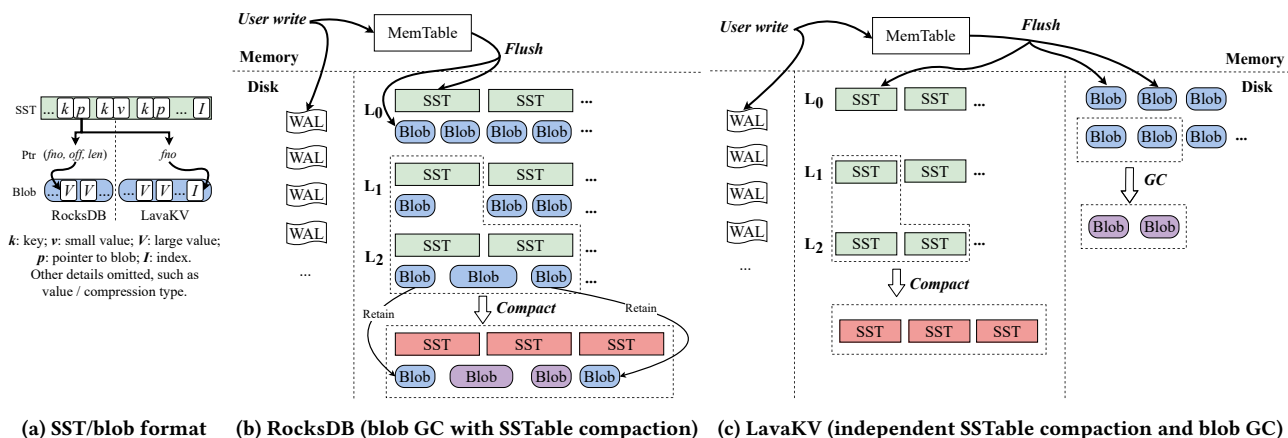 SST ... k p k v k p ... I
Ptr (fno, off, len) fno
Blob ... V V ... ... V V ... I
RocksDB LavaKV
k: key; v: small value; V: large value;
p: pointer to blob; I: index.
Other details omitted, such as
value / compression type.
(a) SST/blob format
User write
MemTable
Flush
Memory
Disk
WAL
WAL
WAL
WAL
...
L0
SST SST ...
Blob Blob Blob Blob ...
L1
SST SST ...
Blob Blob Blob ...
L2
SST SST ...
Blob Blob Blob ...
Compact
Retain
Retain
SST SST SST
Blob Blob Blob Blob
(b) RocksDB (blob GC with SSTable compaction)
User write
MemTable
Flush
Memory
Disk
WAL
WAL
WAL
WAL
...
L0
SST SST ...
L1
SST SST ...
L2
SST SST ...
Compact
SST SST SST
Blob Blob Blob
Blob Blob Blob ...
GC
Blob Blob
(c) LavaKV (independent SSTable compaction and blob GC)